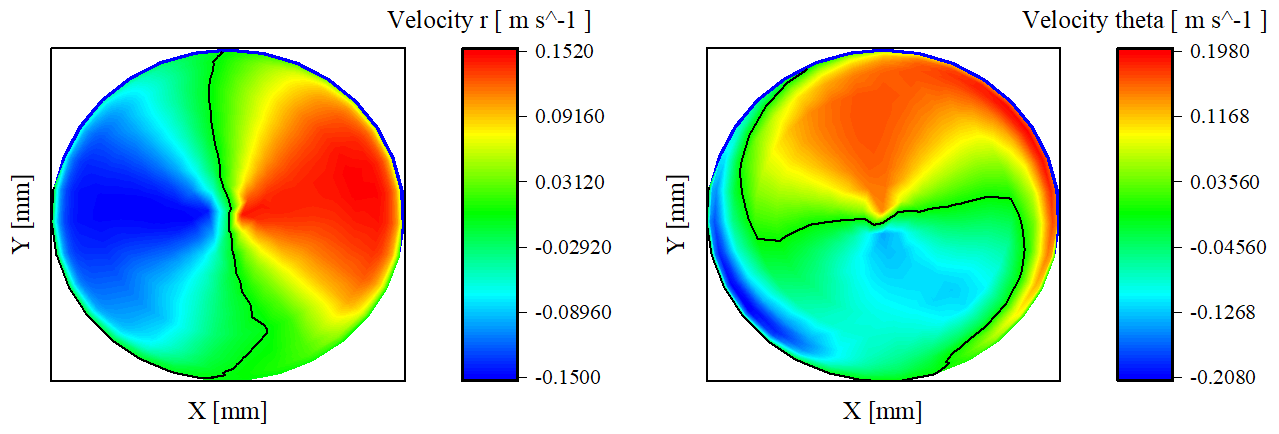 Velocity r [ m s^-1 ]
0.1520
0.09160
0.03120
-0.02920
-0.08960
-0.1500
Y [mm]
X [mm]
Velocity theta [ m s^-1 ]
0.1980
0.1168
0.03560
-0.04560
-0.1268
-0.2080
Y [mm]
X [mm]